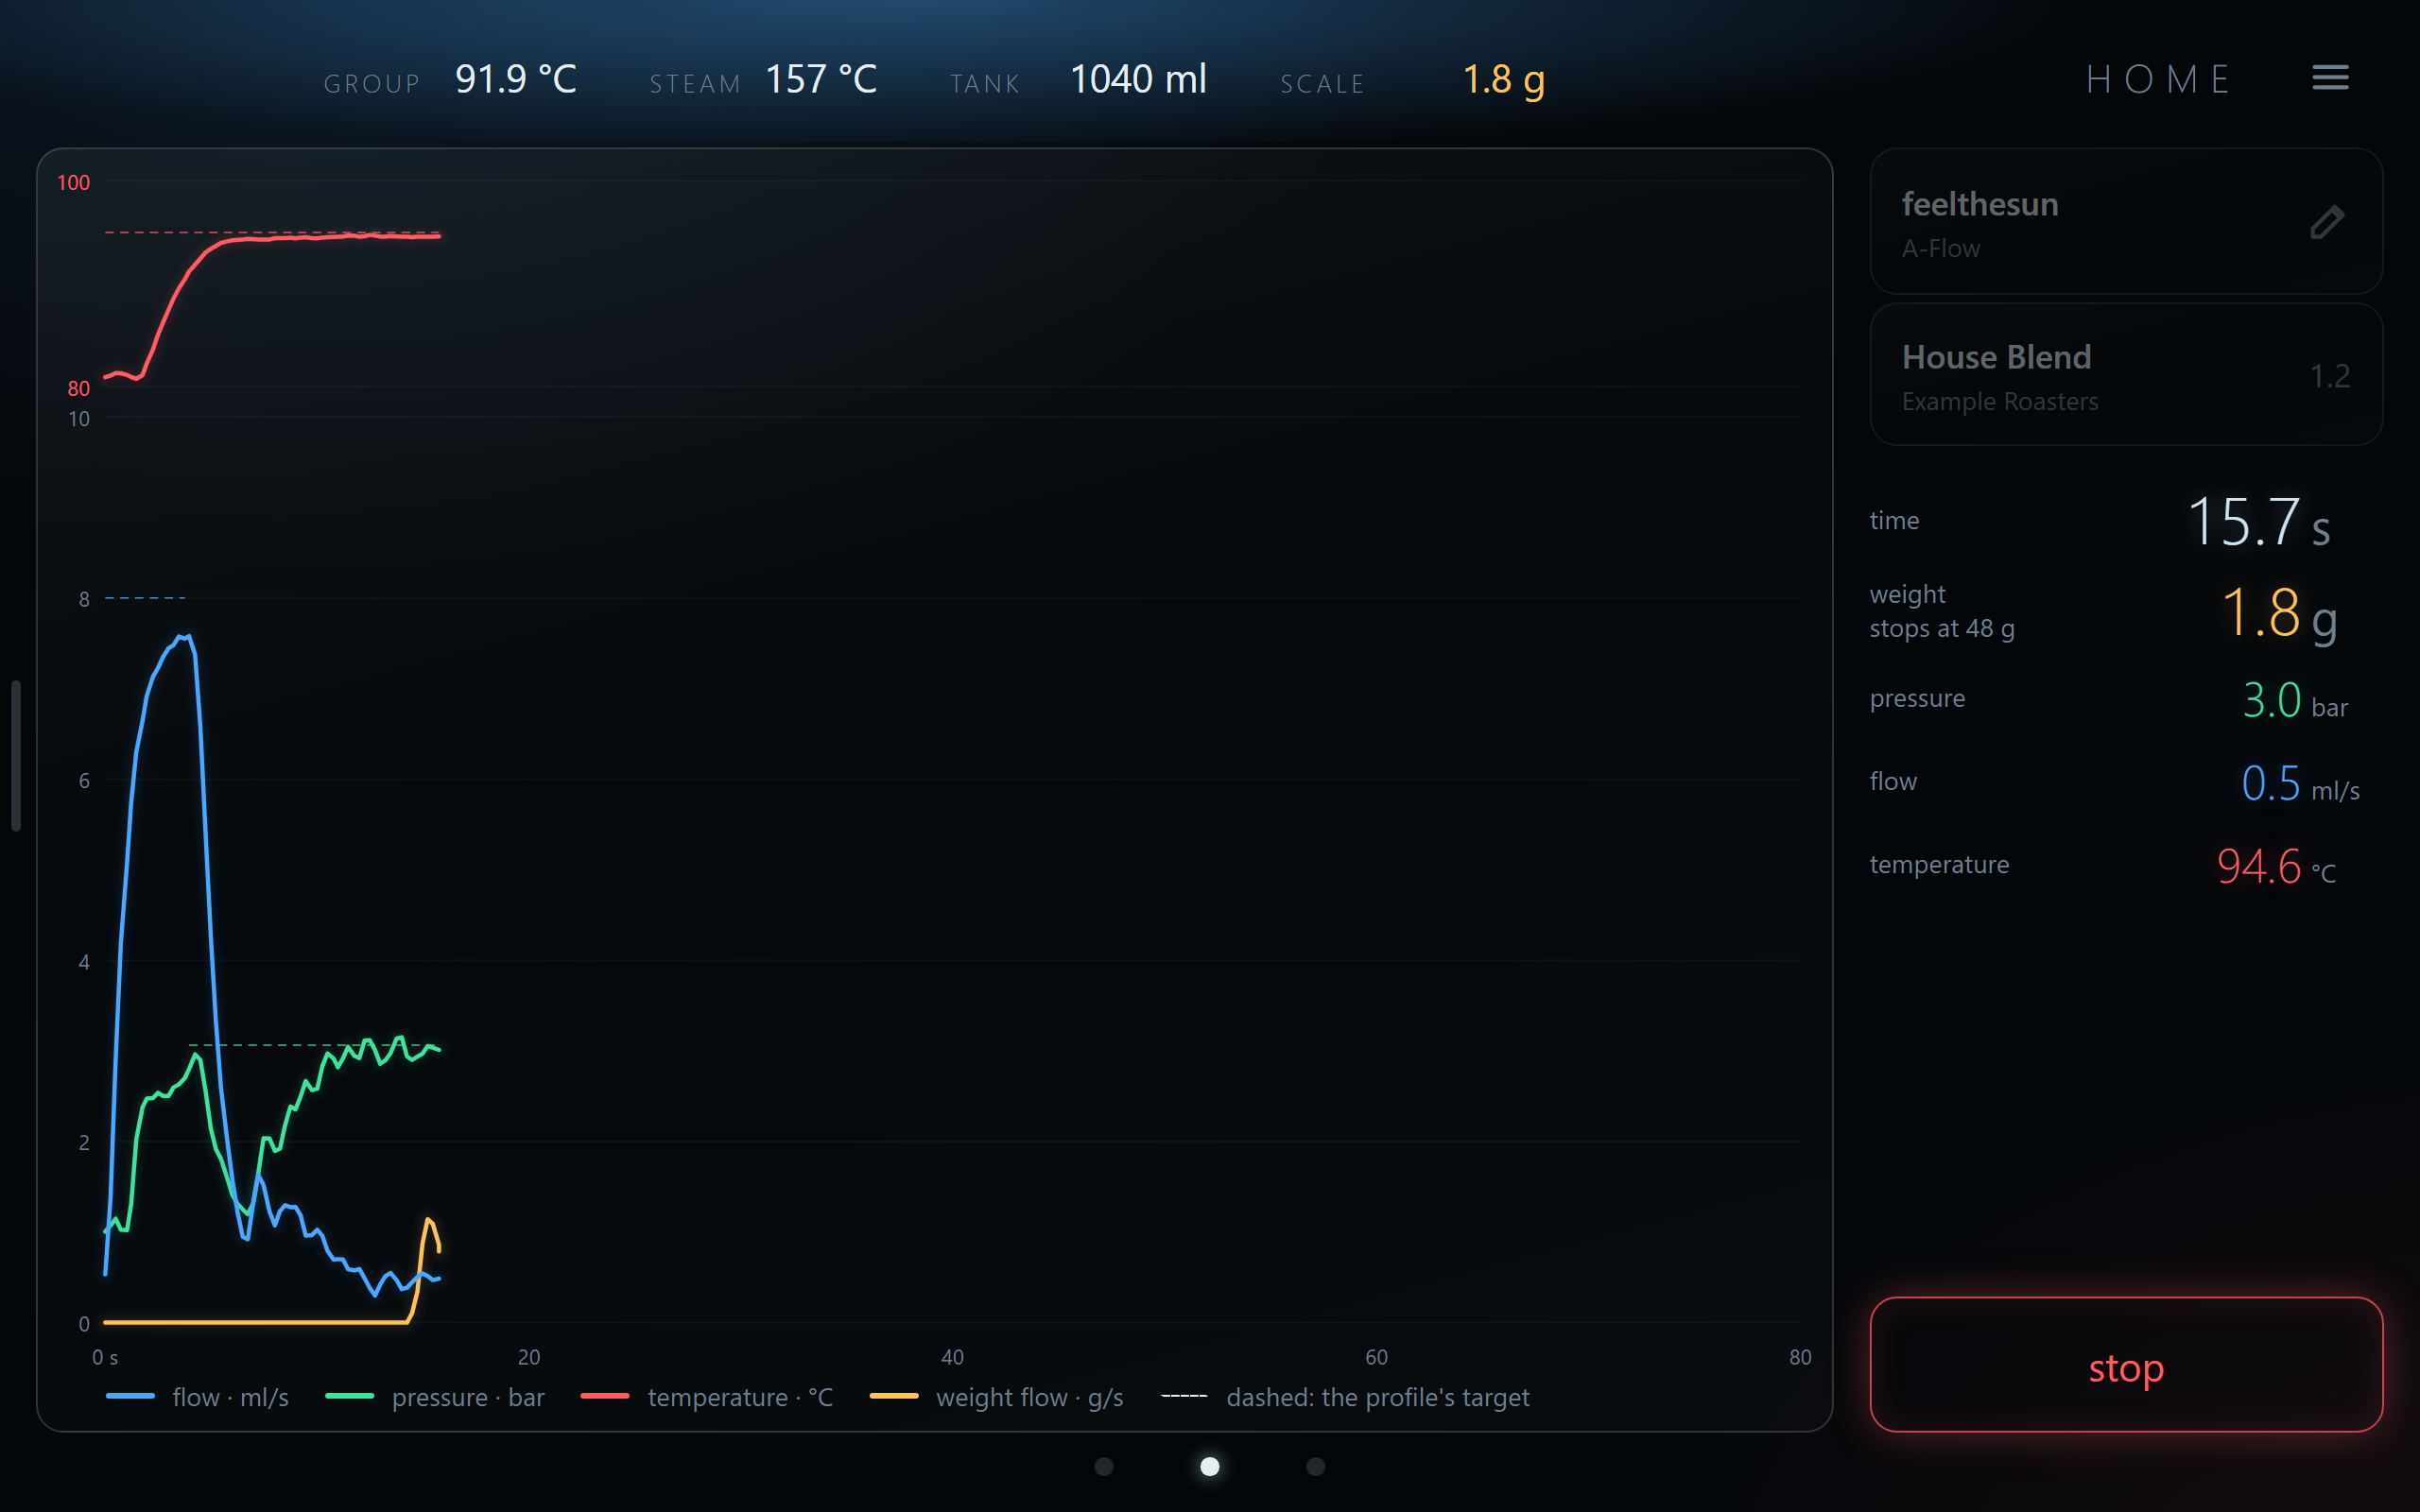 GROUP 91.9 °C STEAM 157 °C TANK 1040 ml SCALE 1.8 g HOME
100
80
10
8
6
4
2
0
0 s 20 40 60 80
flow · ml/s pressure · bar temperature · °C weight flow · g/s dashed: the profile's target
feelthesun
A-Flow
House Blend
Example Roasters
1.2
time 15.7 s
weight
stops at 48 g
1.8 g
pressure 3.0 bar
flow 0.5 ml/s
temperature 94.6 °C
stop